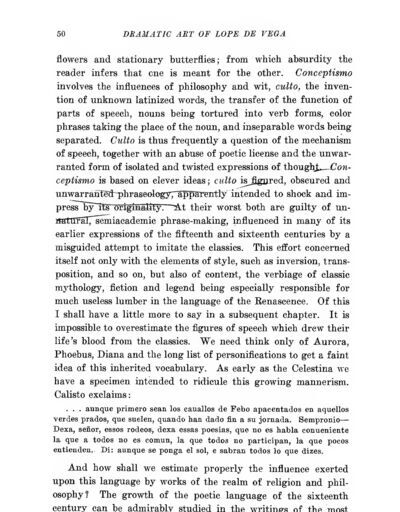 50 DRAMATIC ART OF LOPE DE VEGA
flowers and stationary butterflies; from which absurdity the
reader infers that one is meant for the other. Conceptismo
involves the influences of philosophy and wit, culto, the inven-
tion of unknown latinized words, the transfer of the function of
parts of speech, nouns being tortured into verb forms, color
phrases taking the place of the noun, and inseparable words being
separated. Culto is thus frequently a question of the mechanism
of speech, together with an abuse of poetic license and the unwar-
ranted form of isolated and twisted expressions of thought. Con-
ceptismo is based on clever ideas; culto is figured, obscured and
unwarranted phraseology, apparently intended to shock and im-
press by its originality. At their worst both are guilty of un-
natural, semiacademic phrase-making, influenced in many of its
earlier expressions of the fifteenth and sixteenth centuries by a
misguided attempt to imitate the classics. This effort concerned
itself not only with the elements of style, such as inversion, trans-
position, and so on, but also of content, the verbiage of classic
mythology, fiction and legend being especially responsible for
much useless lumber in the language of the Renascence. Of this
I shall have a little more to say in a subsequent chapter. It is
impossible to overestimate the figures of speech which drew their
life's blood from the classics. We need think only of Aurora,
Phoebus, Diana and the long list of personifications to get a faint
idea of this inherited vocabulary. As early as the Celestina we
have a specimen intended to ridicule this growing mannerism.
Calisto exclaims:
. . . aunque primero sean los cauallos de Febo apacentados en aquellos
verdes prados, que suelen, quando han dado fin a su jornada. Sempronio—
Dexa, señor, essos rodeos, dexa essas poesias, que no es habla conueniente
la que a todos no es comun, la que todos no participan, la que pocos
entienden. Di: aunque se ponga el sol, e sabran todos lo que dizes.
And how shall we estimate properly the influence exerted
upon this language by works of the realm of religion and phil-
osophy? The growth of the poetic language of the sixteenth
century can be admirably studied in the writings of the most